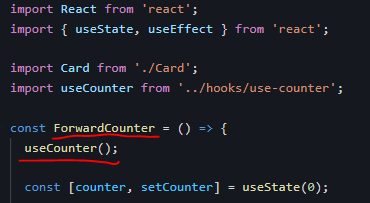 import React from 'react';
import { useState, useEffect } from 'react';
import Card from './Card';
import useCounter from '../hooks/use-counter';
const ForwardCounter = () => {
useCounter();
const [counter, setCounter] = useState(0);